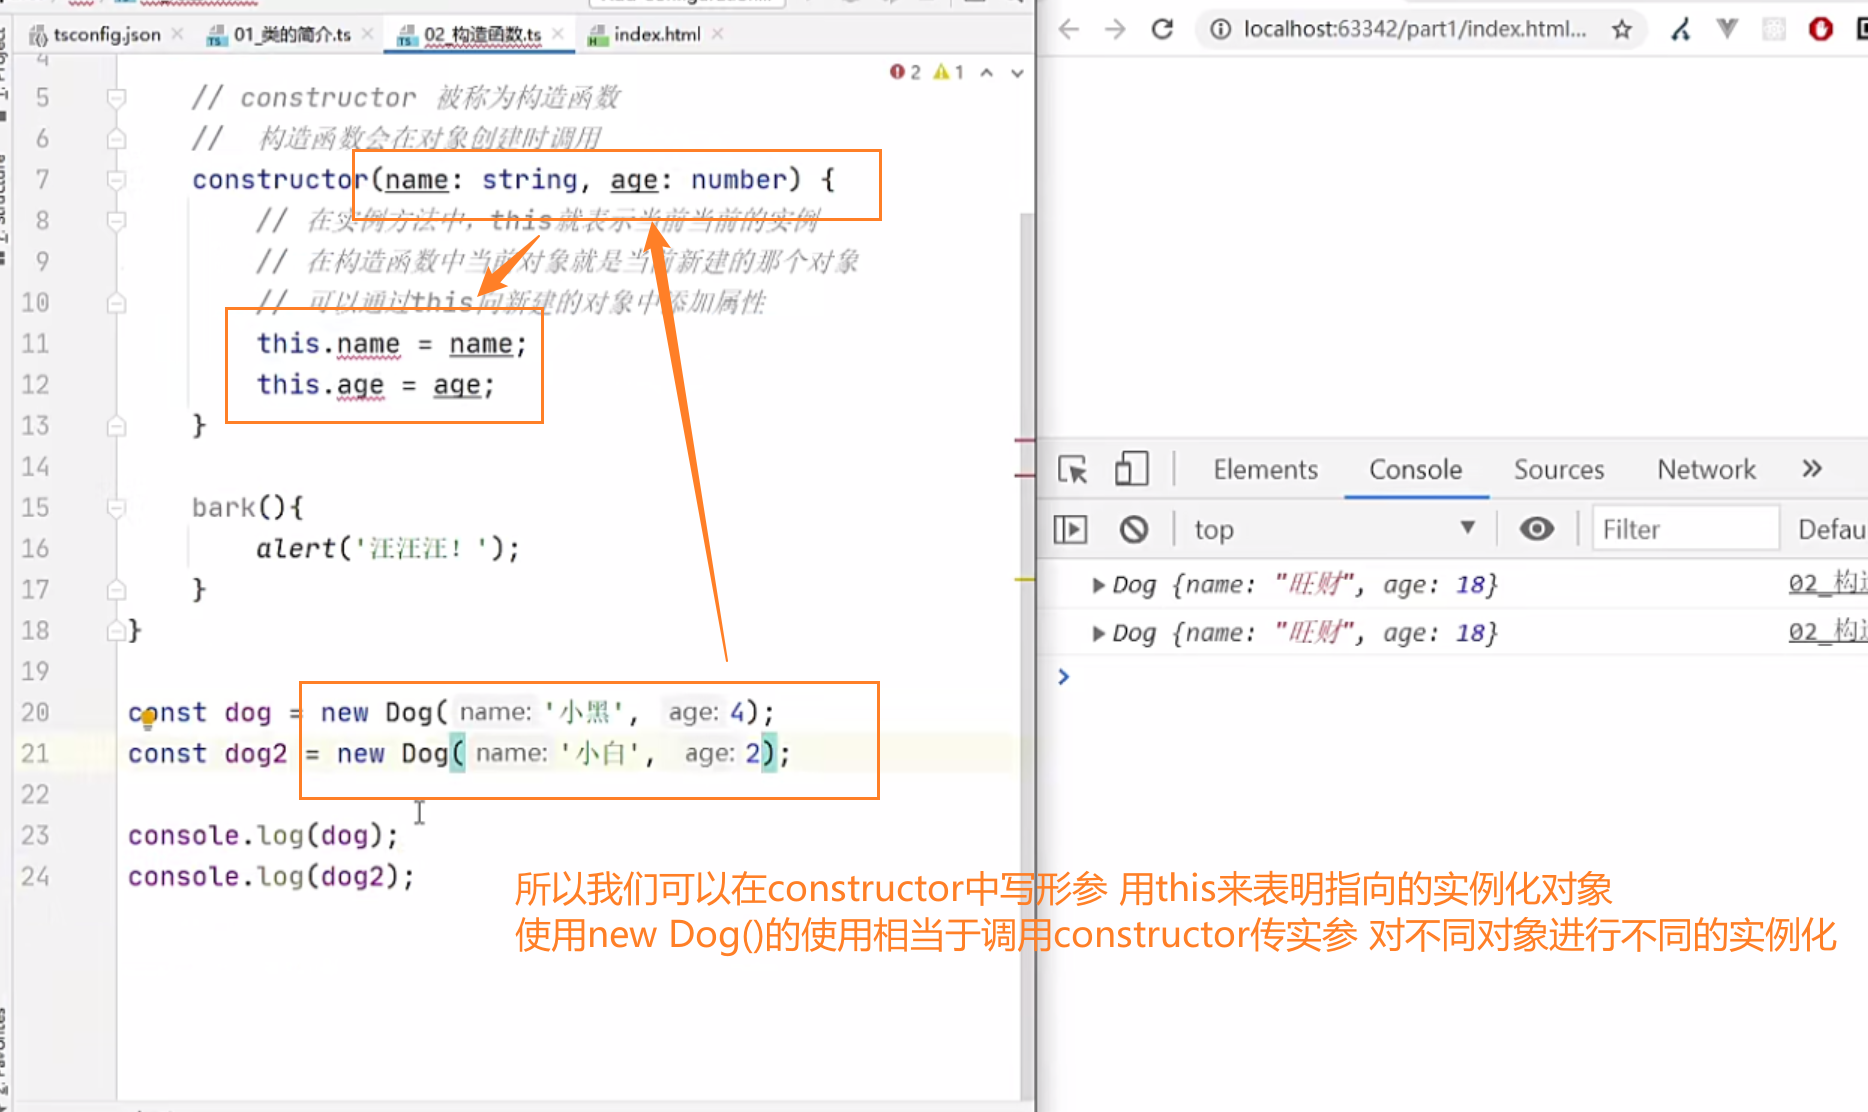 tsconfig.json
01_类的简介.ts
02_构造函数.ts
index.html
2
1
4
5 // constructor 被称为构造函数
6 // 构造函数会在对象创建时调用
7 constructor(name: string, age: number) {
8 // 在实例方法中，this就表示当前当前的实例
9 // 在构造函数中当前对象就是当前新建的那个对象
10 // 可以通过this向新建的对象中添加属性
11 this.name = name;
12 this.age = age;
13 }
14
15 bark(){
16 alert('汪汪汪！');
17 }
18 }
19
20 const dog = new Dog( name: '小黑', age: 4);
21 const dog2 = new Dog( name: '小白', age: 2);
22
23 console.log(dog);
24 console.log(dog2);
所以我们可以在constructor中写形参 用this来表明指向的实例化对象
使用new Dog()的使用相当于调用constructor传实参 对不同对象进行不同的实例化
localhost:63342/part1/index.html...
Elements Console Sources Network
top Filter Defau
Dog {name: "旺财", age: 18} 02_构造
Dog {name: "旺财", age: 18} 02_构造